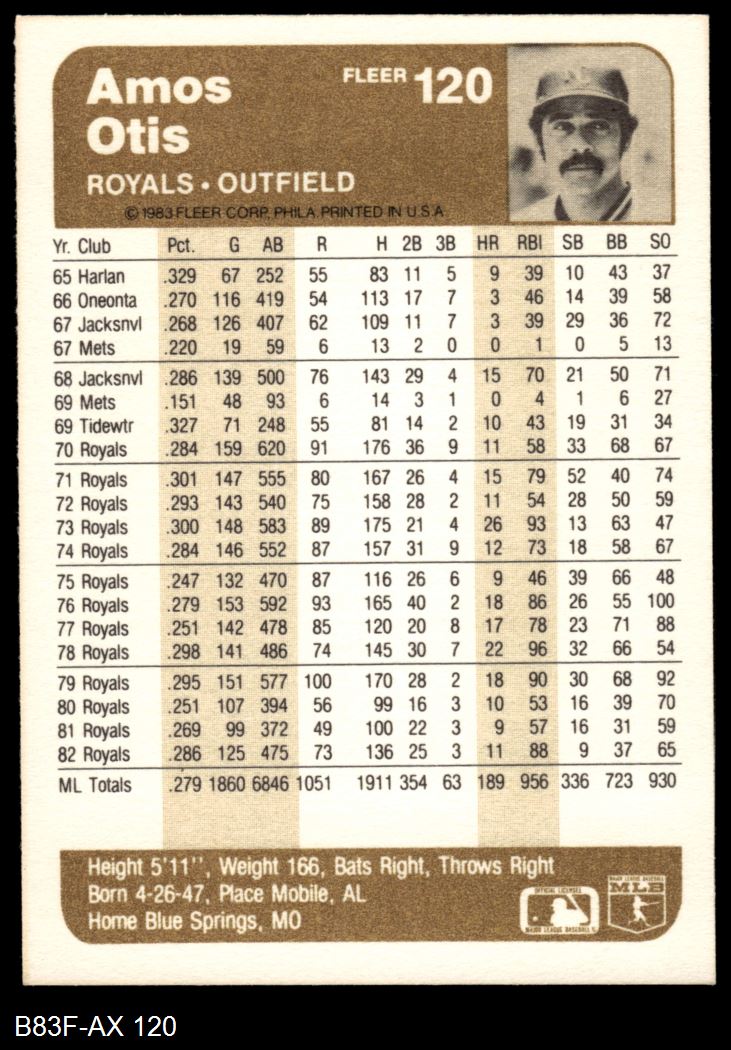 Amos
Otis
FLEER 120
ROYALS • OUTFIELD
© 1983 FLEER CORP., PHILA. PRINTED IN U.S.A
Yr. Club Pct. G AB R H 2B 3B HR RBI SB BB SO
65 Harlan .329 67 252 55 83 11 5 9 39 10 43 37
66 Oneonta .270 116 419 54 113 17 7 3 46 14 39 58
67 Jacksnvl .268 126 407 62 109 11 7 3 39 29 36 72
67 Mets .220 19 59 6 13 2 0 0 1 0 5 13
68 Jacksnvl .286 139 500 76 143 29 4 15 70 21 50 71
69 Mets .151 48 93 6 14 3 1 0 4 1 6 27
69 Tidewtr .327 71 248 55 81 14 2 10 43 19 31 34
70 Royals .284 159 620 91 176 36 9 11 58 33 68 67
71 Royals .301 147 555 80 167 26 4 15 79 52 40 74
72 Royals .293 143 540 75 158 28 2 11 54 28 50 59
73 Royals .300 148 583 89 175 21 4 26 93 13 63 47
74 Royals .284 146 552 87 157 31 9 12 73 18 58 67
75 Royals .247 132 470 87 116 26 6 9 46 39 66 48
76 Royals .279 153 592 93 165 40 2 18 86 26 55 100
77 Royals .251 142 478 85 120 20 8 17 78 23 71 88
78 Royals .298 141 486 74 145 30 7 22 96 32 66 54
79 Royals .295 151 577 100 170 28 2 18 90 30 68 92
80 Royals .251 107 394 56 99 16 3 10 53 16 39 70
81 Royals .269 99 372 49 100 22 3 9 57 16 31 59
82 Royals .286 125 475 73 136 25 3 11 88 9 37 65
ML Totals .279 1860 6846 1051 1911 354 63 189 956 336 723 930
Height 5'11'', Weight 166, Bats Right, Throws Right
Born 4-26-47, Place Mobile, AL
Home Blue Springs, MO
OFFICIAL LICENSEE
MAJOR LEAGUE BASEBALL
MAJOR LEAGUE BASEBALL
MLB
B83F-AX 120